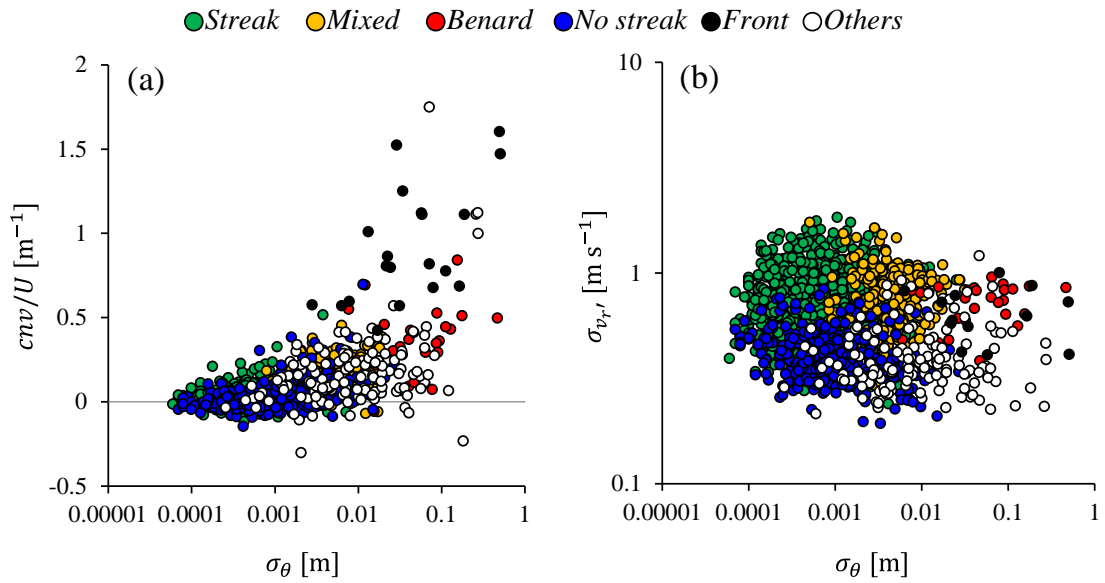 Streak Mixed Benard No streak Front Others
(a)
2
1.5
1
0.5
0
-0.5
cnv/U [m⁻¹]
0.00001 0.0001 0.001 0.01 0.1 1
σθ [m]
(b)
10
1
0.1
σvr′ [m s⁻¹]
0.00001 0.0001 0.001 0.01 0.1 1
σθ [m]